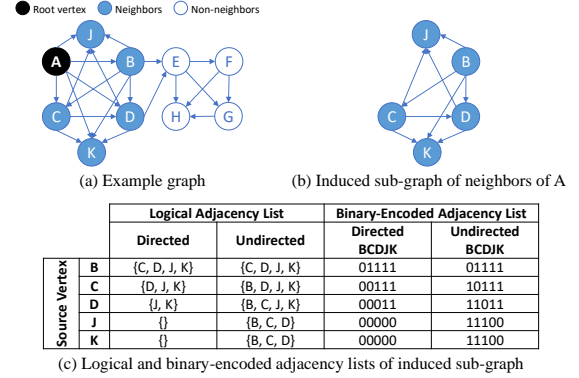 Root vertex Neighbors Non-neighbors
J J
A B E F B
C D H G C D
K K
(a) Example graph (b) Induced sub-graph of neighbors of A
Logical Adjacency List Binary-Encoded Adjacency List
Directed Undirected Directed BCDJK Undirected BCDJK
Source Vertex
B {C, D, J, K} {C, D, J, K} 01111 01111
C {D, J, K} {B, D, J, K} 00111 10111
D {J, K} {B, C, J, K} 00011 11011
J {} {B, C, D} 00000 11100
K {} {B, C, D} 00000 11100
(c) Logical and binary-encoded adjacency lists of induced sub-graph